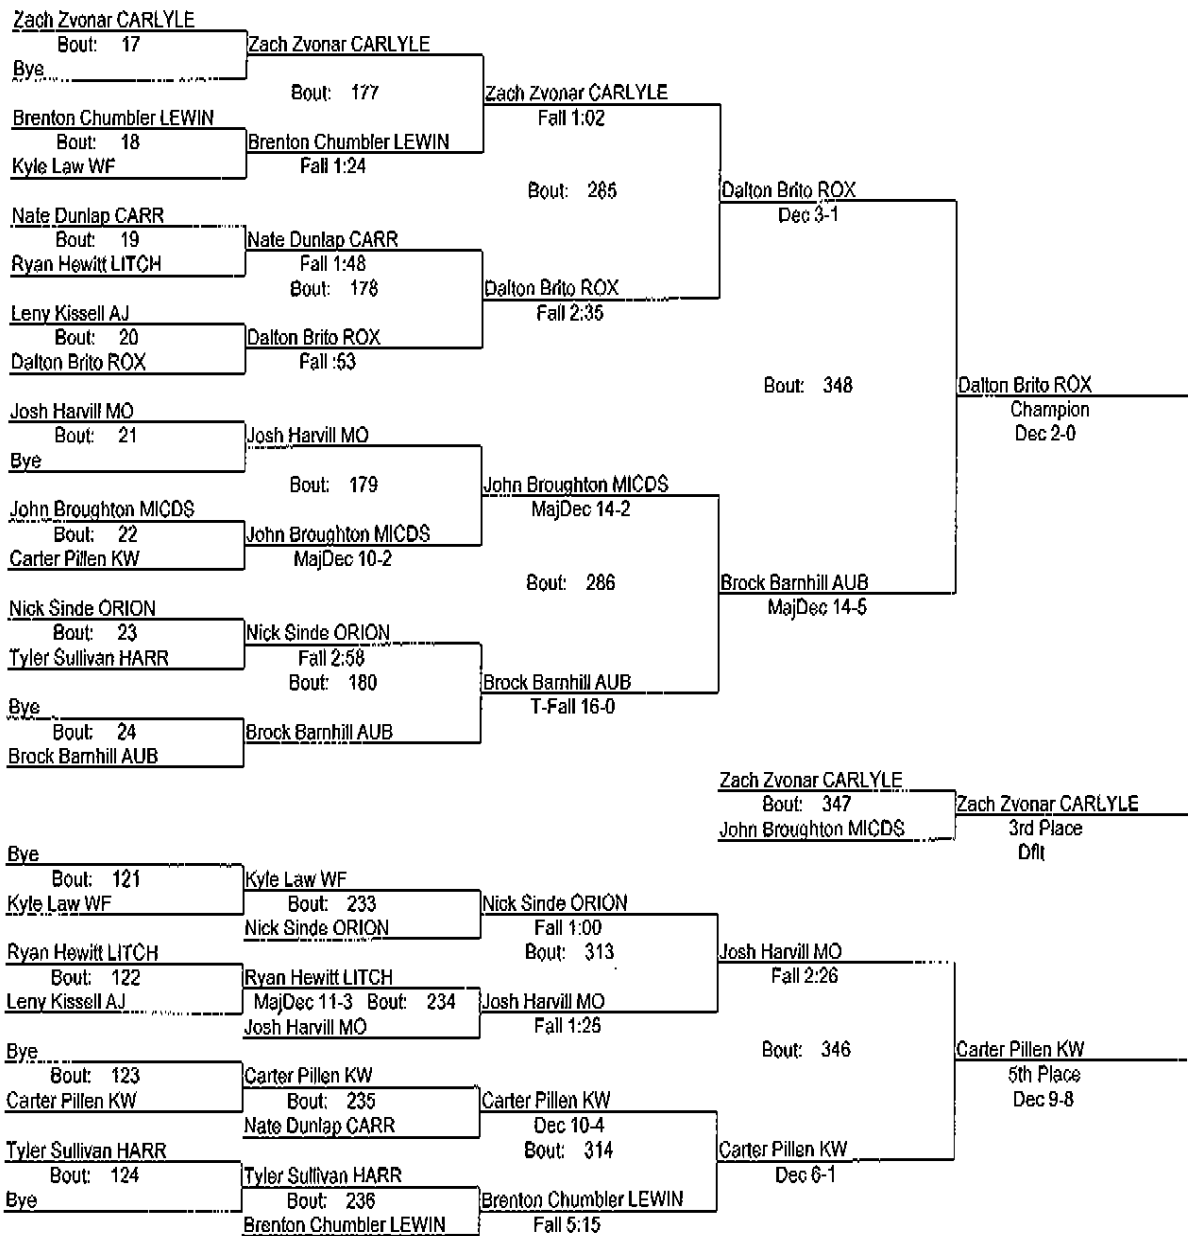 Zach Zvonar CARLYLE
Bout: 17
Bye
Zach Zvonar CARLYLE
Bout: 177
Brenton Chumbler LEWIN
Bout: 18
Kyle Law WF
Brenton Chumbler LEWIN
Fall 1:24
Zach Zvonar CARLYLE
Fall 1:02
Bout: 285
Nate Dunlap CARR
Bout: 19
Ryan Hewitt LITCH
Nate Dunlap CARR
Fall 1:48
Bout: 178
Leny Kissell AJ
Bout: 20
Dalton Brito ROX
Dalton Brito ROX
Fall :53
Dalton Brito ROX
Fall 2:35
Dalton Brito ROX
Dec 3-1
Bout: 348
Dalton Brito ROX
Champion
Dec 2-0
Josh Harvill MO
Bout: 21
Bye
Josh Harvill MO
Bout: 179
John Broughton MICDS
Bout: 22
Carter Pillen KW
John Broughton MICDS
MajDec 10-2
John Broughton MICDS
MajDec 14-2
Bout: 286
Nick Sinde ORION
Bout: 23
Tyler Sullivan HARR
Nick Sinde ORION
Fall 2:58
Bout: 180
Bye
Bout: 24
Brock Barnhill AUB
Brock Barnhill AUB
Brock Barnhill AUB
T-Fall 16-0
Brock Barnhill AUB
MajDec 14-5
Zach Zvonar CARLYLE
Bout: 347
John Broughton MICDS
Zach Zvonar CARLYLE
3rd Place
Dflt
Bye
Bout: 121
Kyle Law WF
Kyle Law WF
Bout: 233
Nick Sinde ORION
Nick Sinde ORION
Fall 1:00
Bout: 313
Ryan Hewitt LITCH
Bout: 122
Leny Kissell AJ
Ryan Hewitt LITCH
MajDec 11-3 Bout: 234
Josh Harvill MO
Josh Harvill MO
Fall 1:25
Josh Harvill MO
Fall 2:26
Bout: 346
Carter Pillen KW
5th Place
Dec 9-8
Bye
Bout: 123
Carter Pillen KW
Carter Pillen KW
Bout: 235
Nate Dunlap CARR
Carter Pillen KW
Dec 10-4
Bout: 314
Tyler Sullivan HARR
Bout: 124
Bye
Tyler Sullivan HARR
Bout: 236
Brenton Chumbler LEWIN
Brenton Chumbler LEWIN
Fall 5:15
Carter Pillen KW
Dec 6-1